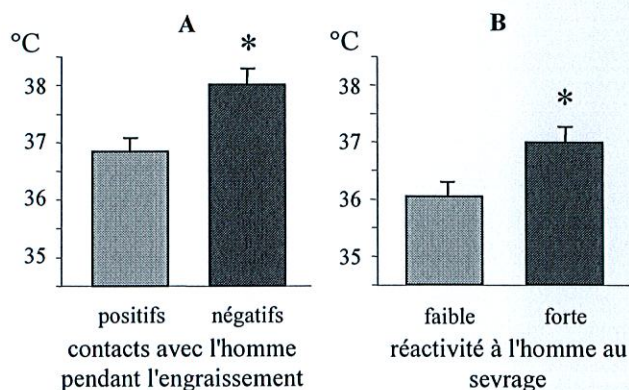 A
°C
*
38
37
36
35
positifs négatifs
contacts avec l'homme
pendant l'engraissement
B
°C
*
38
37
36
35
faible forte
réactivité à l'homme au
sevrage